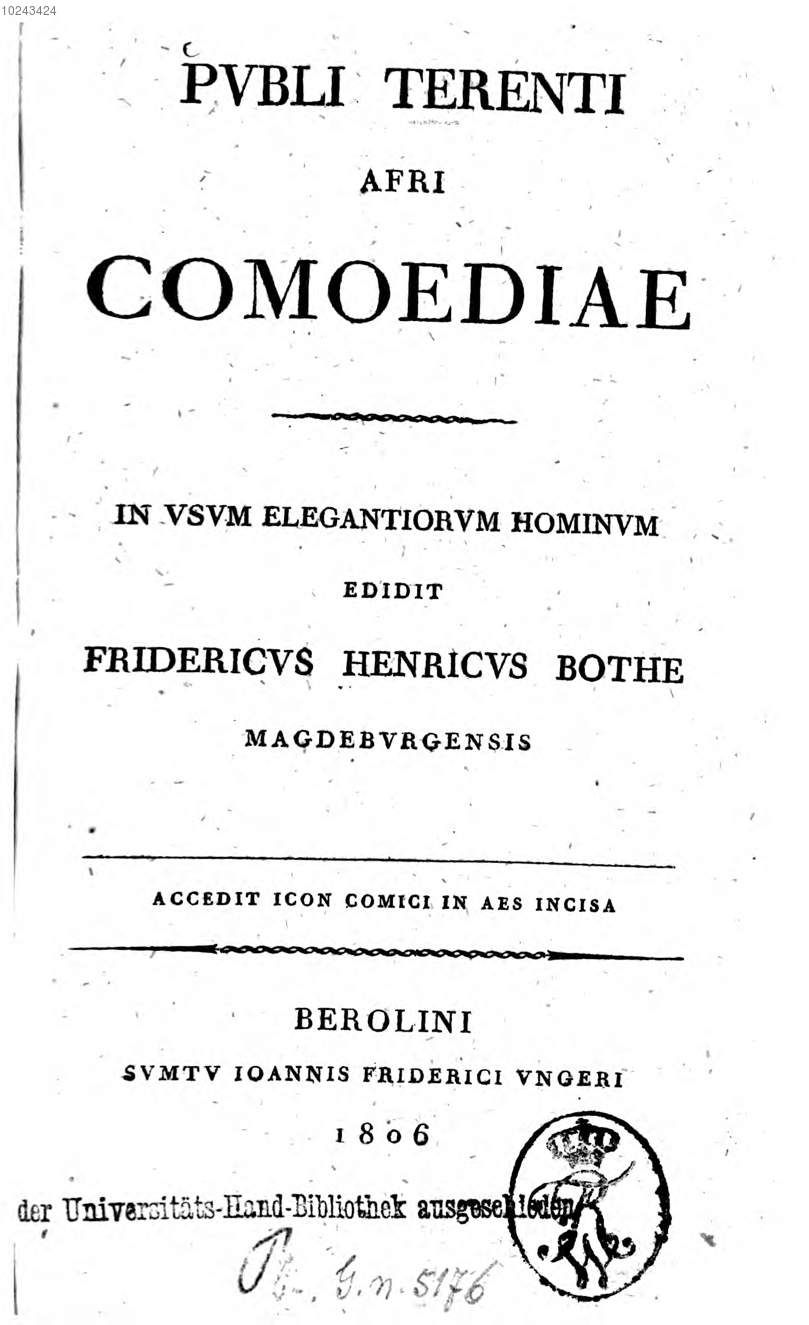 10243424
PVBLI TERENTI
AFRI
COMOEDIAE
IN VSVM ELEGANTIORVM HOMINVM
EDIDIT
FRIDERICVS HENRICVS BOTHE
MAGDEBVRGENSIS
ACCEDIT ICON COMICI IN AES INCISA
BEROLINI
SVMTV IOANNIS FRIDERICI VNGERI
1806
der Universitäts-Hand-Bibliothek ausgeschieden
G.n. 5176